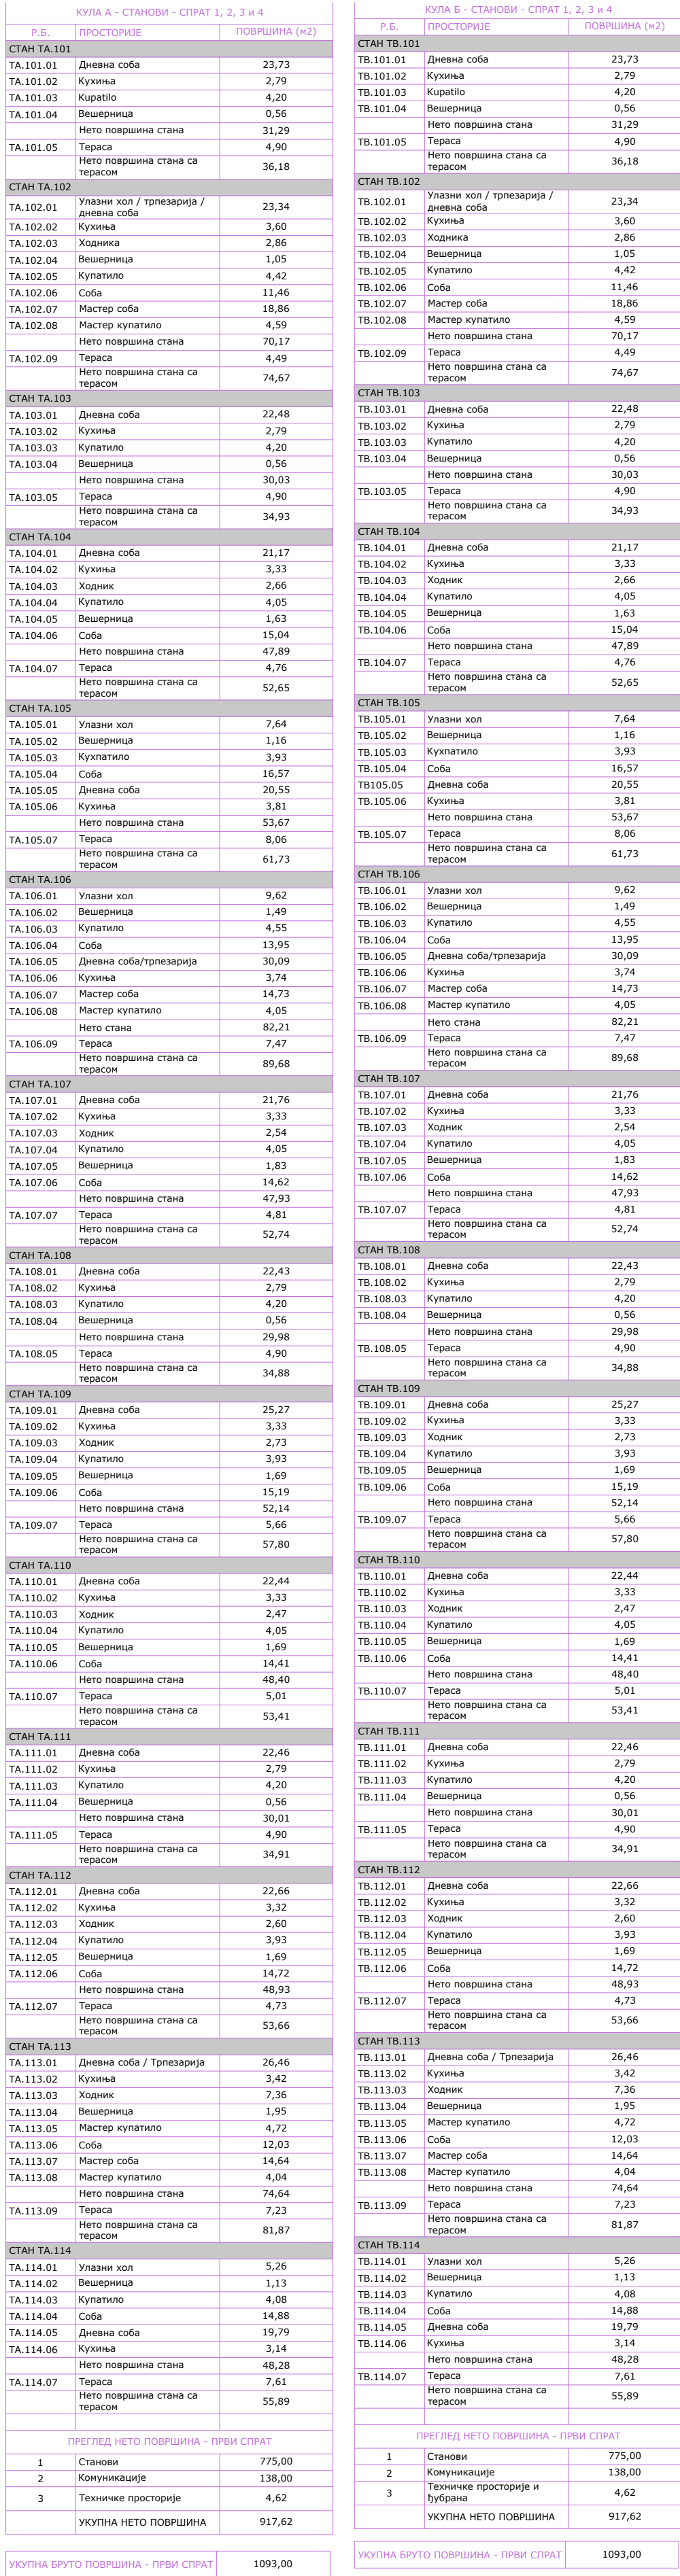 КУЛА А - СТАНОВИ - СПРАТ 1, 2, 3 и 4
Р.Б. ПРОСТОРИЈЕ ПОВРШИНА (м2)
СТАН ТА.101
ТА.101.01 Дневна соба 23,73
ТА.101.02 Кухиња 2,79
ТА.101.03 Kupatilo 4,20
ТА.101.04 Вешерница 0,56
Нето површина стана 31,29
ТА.101.05 Тераса 4,90
Нето површина стана са
терасом 36,18
СТАН ТА.102
ТА.102.01 Улазни хол / трпезарија /
дневна соба 23,34
ТА.102.02 Кухиња 3,60
ТА.102.03 Ходника 2,86
ТА.102.04 Вешерница 1,05
ТА.102.05 Купатило 4,42
ТА.102.06 Соба 11,46
ТА.102.07 Мастер соба 18,86
ТА.102.08 Мастер купатило 4,59
Нето површина стана 70,17
ТА.102.09 Тераса 4,49
Нето површина стана са
терасом 74,67
СТАН ТА.103
ТА.103.01 Дневна соба 22,48
ТА.103.02 Кухиња 2,79
ТА.103.03 Купатило 4,20
ТА.103.04 Вешерница 0,56
Нето површина стана 30,03
ТА.103.05 Тераса 4,90
Нето површина стана са
терасом 34,93
СТАН ТА.104
ТА.104.01 Дневна соба 21,17
ТА.104.02 Кухиња 3,33
ТА.104.03 Ходник 2,66
ТА.104.04 Купатило 4,05
ТА.104.05 Вешерница 1,63
ТА.104.06 Соба 15,04
Нето површина стана 47,89
ТА.104.07 Тераса 4,76
Нето површина стана са
терасом 52,65
СТАН ТА.105
ТА.105.01 Улазни хол 7,64
ТА.105.02 Вешерница 1,16
ТА.105.03 Кухпатило 3,93
ТА.105.04 Соба 16,57
ТА.105.05 Дневна соба 20,55
ТА.105.06 Кухиња 3,81
Нето површина стана 53,67
ТА.105.07 Тераса 8,06
Нето површина стана са
терасом 61,73
СТАН ТА.106
ТА.106.01 Улазни хол 9,62
ТА.106.02 Вешерница 1,49
ТА.106.03 Купатило 4,55
ТА.106.04 Соба 13,95
ТА.106.05 Дневна соба/трпезарија 30,09
ТА.106.06 Кухиња 3,74
ТА.106.07 Мастер соба 14,73
ТА.106.08 Мастер купатило 4,05
Нето стана 82,21
ТА.106.09 Тераса 7,47
Нето површина стана са
терасом 89,68
СТАН ТА.107
ТА.107.01 Дневна соба 21,76
ТА.107.02 Кухиња 3,33
ТА.107.03 Ходник 2,54
ТА.107.04 Купатило 4,05
ТА.107.05 Вешерница 1,83
ТА.107.06 Соба 14,62
Нето површина стана 47,93
ТА.107.07 Тераса 4,81
Нето површина стана са
терасом 52,74
СТАН ТА.108
ТА.108.01 Дневна соба 22,43
ТА.108.02 Кухиња 2,79
ТА.108.03 Купатило 4,20
ТА.108.04 Вешерница 0,56
Нето површина стана 29,98
ТА.108.05 Тераса 4,90
Нето површина стана са
терасом 34,88
СТАН ТА.109
ТА.109.01 Дневна соба 25,27
ТА.109.02 Кухиња 3,33
ТА.109.03 Ходник 2,73
ТА.109.04 Купатило 3,93
ТА.109.05 Вешерница 1,69
ТА.109.06 Соба 15,19
Нето површина стана 52,14
ТА.109.07 Тераса 5,66
Нето површина стана са
терасом 57,80
СТАН ТА.110
ТА.110.01 Дневна соба 22,44
ТА.110.02 Кухиња 3,33
ТА.110.03 Ходник 2,47
ТА.110.04 Купатило 4,05
ТА.110.05 Вешерница 1,69
ТА.110.06 Соба 14,41
Нето површина стана 48,40
ТА.110.07 Тераса 5,01
Нето површина стана са
терасом 53,41
СТАН ТА.111
ТА.111.01 Дневна соба 22,46
ТА.111.02 Кухиња 2,79
ТА.111.03 Купатило 4,20
ТА.111.04 Вешерница 0,56
Нето површина стана 30,01
ТА.111.05 Тераса 4,90
Нето површина стана са
терасом 34,91
СТАН ТА.112
ТА.112.01 Дневна соба 22,66
ТА.112.02 Кухиња 3,32
ТА.112.03 Ходник 2,60
ТА.112.04 Купатило 3,93
ТА.112.05 Вешерница 1,69
ТА.112.06 Соба 14,72
Нето површина стана 48,93
ТА.112.07 Тераса 4,73
Нето површина стана са
терасом 53,66
СТАН ТА.113
ТА.113.01 Дневна соба / Трпезарија 26,46
ТА.113.02 Кухиња 3,42
ТА.113.03 Ходник 7,36
ТА.113.04 Вешерница 1,95
ТА.113.05 Мастер купатило 4,72
ТА.113.06 Соба 12,03
ТА.113.07 Мастер соба 14,64
ТА.113.08 Мастер купатило 4,04
Нето површина стана 74,64
ТА.113.09 Тераса 7,23
Нето површина стана са
терасом 81,87
СТАН ТА.114
ТА.114.01 Улазни хол 5,26
ТА.114.02 Вешерница 1,13
ТА.114.03 Купатило 4,08
ТА.114.04 Соба 14,88
ТА.114.05 Дневна соба 19,79
ТА.114.06 Кухиња 3,14
Нето површина стана 48,28
ТА.114.07 Тераса 7,61
Нето површина стана са
терасом 55,89
ПРЕГЛЕД НЕТО ПОВРШИНА - ПРВИ СПРАТ
1 Станови 775,00
2 Комуникације 138,00
3 Техничке просторије 4,62
УКУПНА НЕТО ПОВРШИНА 917,62
УКУПНА БРУТО ПОВРШИНА - ПРВИ СПРАТ 1093,00
КУЛА Б - СТАНОВИ - СПРАТ 1, 2, 3 и 4
Р.Б. ПРОСТОРИЈЕ ПОВРШИНА (м2)
СТАН ТВ.101
ТВ.101.01 Дневна соба 23,73
ТВ.101.02 Кухиња 2,79
ТВ.101.03 Kupatilo 4,20
ТВ.101.04 Вешерница 0,56
Нето површина стана 31,29
ТВ.101.05 Тераса 4,90
Нето површина стана са
терасом 36,18
СТАН ТВ.102
ТВ.102.01 Улазни хол / трпезарија /
дневна соба 23,34
ТВ.102.02 Кухиња 3,60
ТВ.102.03 Ходника 2,86
ТВ.102.04 Вешерница 1,05
ТВ.102.05 Купатило 4,42
ТВ.102.06 Соба 11,46
ТВ.102.07 Мастер соба 18,86
ТВ.102.08 Мастер купатило 4,59
Нето површина стана 70,17
ТВ.102.09 Тераса 4,49
Нето површина стана са
терасом 74,67
СТАН ТВ.103
ТВ.103.01 Дневна соба 22,48
ТВ.103.02 Кухиња 2,79
ТВ.103.03 Купатило 4,20
ТВ.103.04 Вешерница 0,56
Нето површина стана 30,03
ТВ.103.05 Тераса 4,90
Нето површина стана са
терасом 34,93
СТАН ТВ.104
ТВ.104.01 Дневна соба 21,17
ТВ.104.02 Кухиња 3,33
ТВ.104.03 Ходник 2,66
ТВ.104.04 Купатило 4,05
ТВ.104.05 Вешерница 1,63
ТВ.104.06 Соба 15,04
Нето површина стана 47,89
ТВ.104.07 Тераса 4,76
Нето површина стана са
терасом 52,65
СТАН ТВ.105
ТВ.105.01 Улазни хол 7,64
ТВ.105.02 Вешерница 1,16
ТВ.105.03 Кухпатило 3,93
ТВ.105.04 Соба 16,57
ТВ105.05 Дневна соба 20,55
ТВ.105.06 Кухиња 3,81
Нето површина стана 53,67
ТВ.105.07 Тераса 8,06
Нето површина стана са
терасом 61,73
СТАН ТВ.106
ТВ.106.01 Улазни хол 9,62
ТВ.106.02 Вешерница 1,49
ТВ.106.03 Купатило 4,55
ТВ.106.04 Соба 13,95
ТВ.106.05 Дневна соба/трпезарија 30,09
ТВ.106.06 Кухиња 3,74
ТВ.106.07 Мастер соба 14,73
ТВ.106.08 Мастер купатило 4,05
Нето стана 82,21
ТВ.106.09 Тераса 7,47
Нето површина стана са
терасом 89,68
СТАН ТВ.107
ТВ.107.01 Дневна соба 21,76
ТВ.107.02 Кухиња 3,33
ТВ.107.03 Ходник 2,54
ТВ.107.04 Купатило 4,05
ТВ.107.05 Вешерница 1,83
ТВ.107.06 Соба 14,62
Нето површина стана 47,93
ТВ.107.07 Тераса 4,81
Нето површина стана са
терасом 52,74
СТАН ТВ.108
ТВ.108.01 Дневна соба 22,43
ТВ.108.02 Кухиња 2,79
ТВ.108.03 Купатило 4,20
ТВ.108.04 Вешерница 0,56
Нето површина стана 29,98
ТВ.108.05 Тераса 4,90
Нето површина стана са
терасом 34,88
СТАН ТВ.109
ТВ.109.01 Дневна соба 25,27
ТВ.109.02 Кухиња 3,33
ТВ.109.03 Ходник 2,73
ТВ.109.04 Купатило 3,93
ТВ.109.05 Вешерница 1,69
ТВ.109.06 Соба 15,19
Нето површина стана 52,14
ТВ.109.07 Тераса 5,66
Нето површина стана са
терасом 57,80
СТАН ТВ.110
ТВ.110.01 Дневна соба 22,44
ТВ.110.02 Кухиња 3,33
ТВ.110.03 Ходник 2,47
ТВ.110.04 Купатило 4,05
ТВ.110.05 Вешерница 1,69
ТВ.110.06 Соба 14,41
Нето површина стана 48,40
ТВ.110.07 Тераса 5,01
Нето површина стана са
терасом 53,41
СТАН ТВ.111
ТВ.111.01 Дневна соба 22,46
ТВ.111.02 Кухиња 2,79
ТВ.111.03 Купатило 4,20
ТВ.111.04 Вешерница 0,56
Нето површина стана 30,01
ТВ.111.05 Тераса 4,90
Нето површина стана са
терасом 34,91
СТАН ТВ.112
ТВ.112.01 Дневна соба 22,66
ТВ.112.02 Кухиња 3,32
ТВ.112.03 Ходник 2,60
ТВ.112.04 Купатило 3,93
ТВ.112.05 Вешерница 1,69
ТВ.112.06 Соба 14,72
Нето површина стана 48,93
ТВ.112.07 Тераса 4,73
Нето површина стана са
терасом 53,66
СТАН ТВ.113
ТВ.113.01 Дневна соба / Трпезарија 26,46
ТВ.113.02 Кухиња 3,42
ТВ.113.03 Ходник 7,36
ТВ.113.04 Вешерница 1,95
ТВ.113.05 Мастер купатило 4,72
ТВ.113.06 Соба 12,03
ТВ.113.07 Мастер соба 14,64
ТВ.113.08 Мастер купатило 4,04
Нето површина стана 74,64
ТВ.113.09 Тераса 7,23
Нето површина стана са
терасом 81,87
СТАН ТВ.114
ТВ.114.01 Улазни хол 5,26
ТВ.114.02 Вешерница 1,13
ТВ.114.03 Купатило 4,08
ТВ.114.04 Соба 14,88
ТВ.114.05 Дневна соба 19,79
ТВ.114.06 Кухиња 3,14
Нето површина стана 48,28
ТВ.114.07 Тераса 7,61
Нето површина стана са
терасом 55,89
ПРЕГЛЕД НЕТО ПОВРШИНА - ПРВИ СПРАТ
1 Станови 775,00
2 Комуникације 138,00
3 Техничке просторије и
ђубрана 4,62
УКУПНА НЕТО ПОВРШИНА 917,62
УКУПНА БРУТО ПОВРШИНА - ПРВИ СПРАТ 1093,00